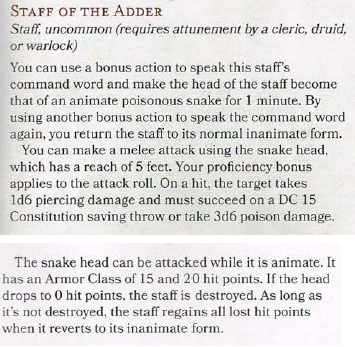 STAFF OF THE ADDER
Staff, uncommon (requires attunement by a cleric, druid,
or warlock)
You can use a bonus action to speak this staff's
command word and make the head of the staff become
that of an animate poisonous snake for 1 minute. By
using another bonus action to speak the command word
again, you return the staff to its normal inanimate form.
You can make a melee attack using the snake head,
which has a reach of 5 feet. Your proficiency bonus
applies to the attack roll. On a hit, the target takes
1d6 piercing damage and must succeed on a DC 15
Constitution saving throw or take 3d6 poison damage.
The snake head can be attacked while it is animate. It
has an Armor Class of 15 and 20 hit points. If the head
drops to 0 hit points, the staff is destroyed. As long as
it's not destroyed, the staff regains all lost hit points
when it reverts to its inanimate form.